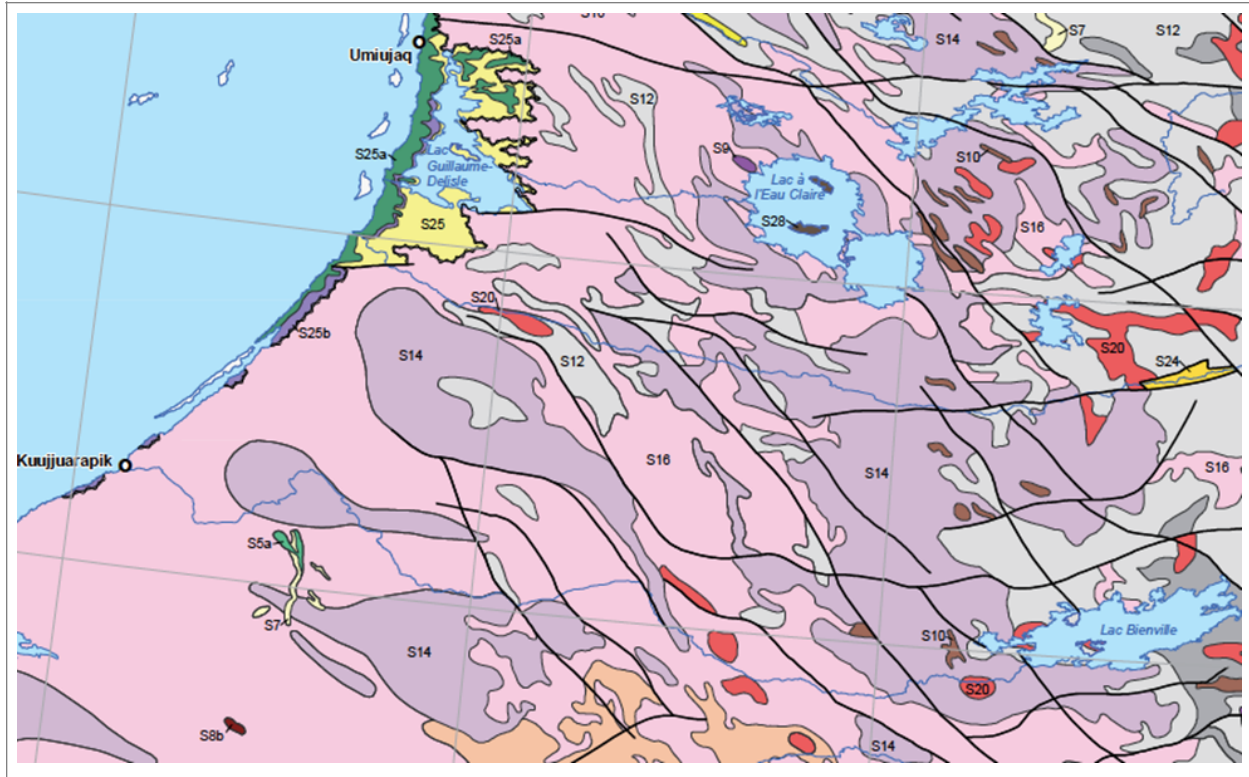 S25a
S14
S7
S12
Umiujaq
S12
S25a
Lac
Guillaume-
Delisle
S9
S10
Lac à
l'Eau Claire
S25
S28
S16
S20
S25b
S14
S12
S20
S24
S16
S14
S16
Kuujjuarapik
S5a
S7
S14
S10
Lac Bienville
S20
S8b
S14